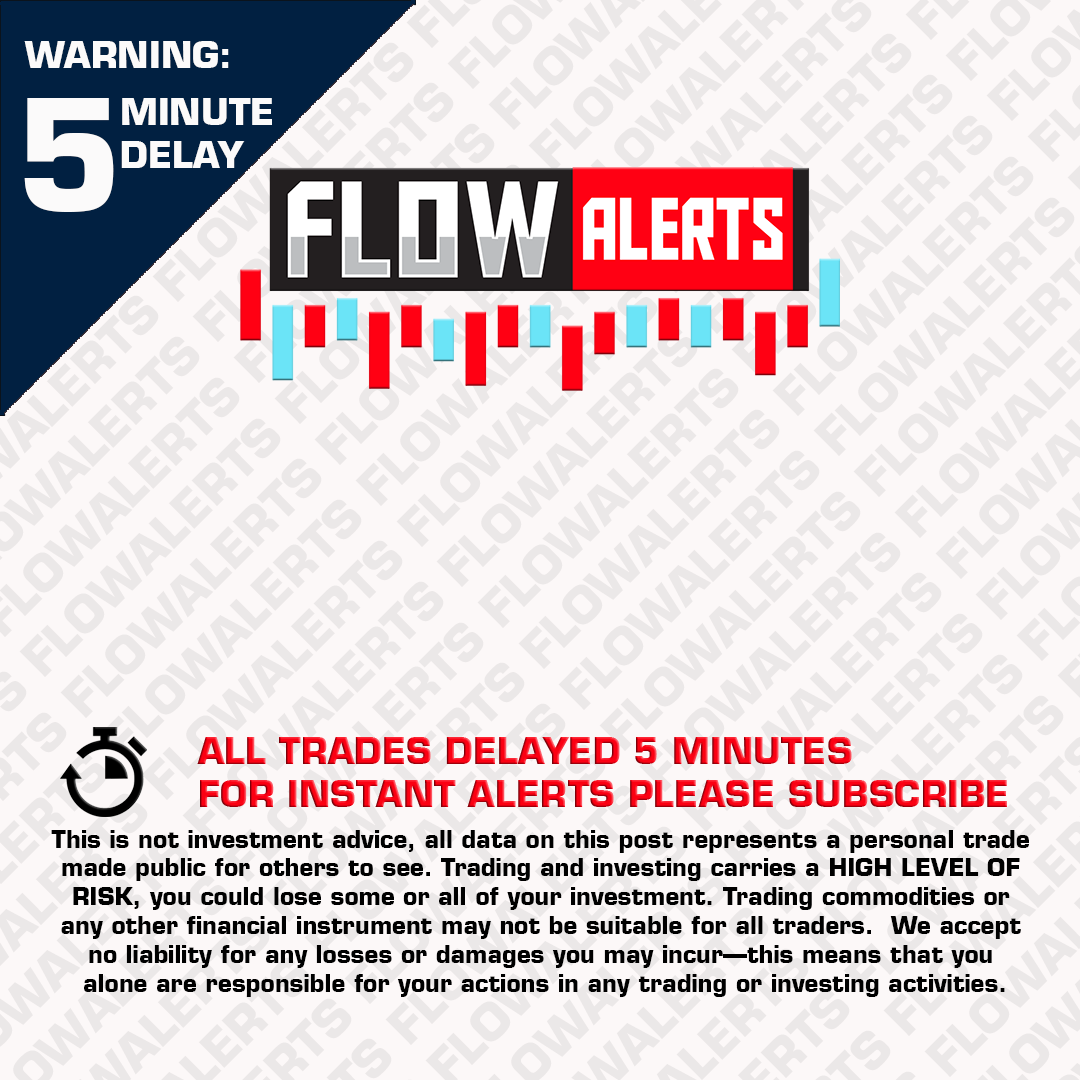 WARNING:
5 MINUTE
DELAY
FLOW ALERTS
ALL TRADES DELAYED 5 MINUTES
FOR INSTANT ALERTS PLEASE SUBSCRIBE
This is not investment advice, all data on this post represents a personal trade
made public for others to see. Trading and investing carries a HIGH LEVEL OF
RISK, you could lose some or all of your investment. Trading commodities or
any other financial instrument may not be suitable for all traders.  We accept
no liability for any losses or damages you may incur—this means that you
alone are responsible for your actions in any trading or investing activities.
FLOWALERTS